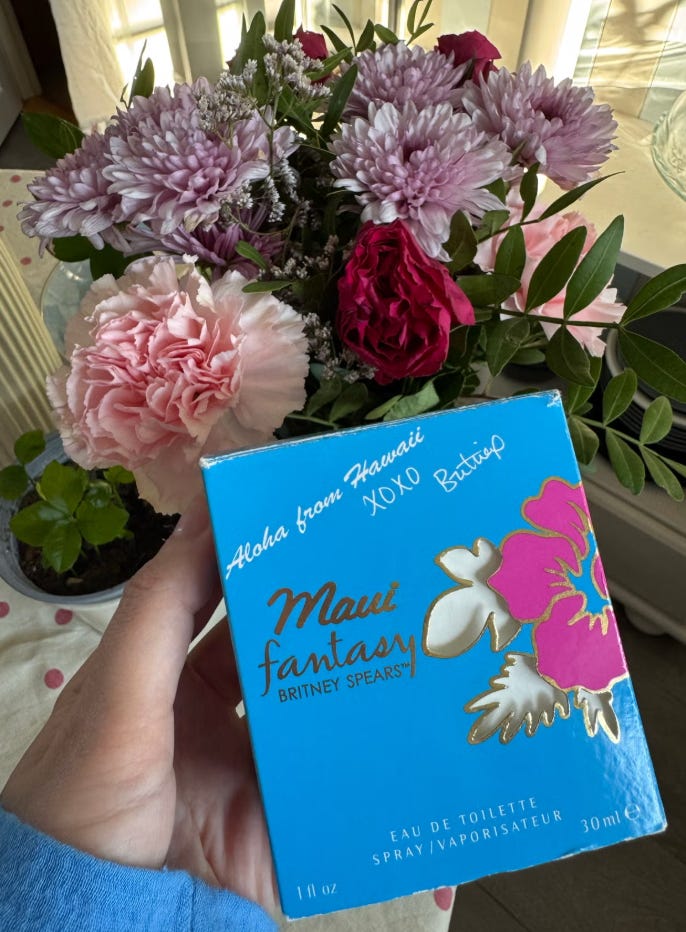 Aloha from Hawaii
XOXO Britney
Maui
fantasy
BRITNEY SPEARS™
EAU DE TOILETTE
SPRAY/VAPORISATEUR
30ml ℮
1 fl oz